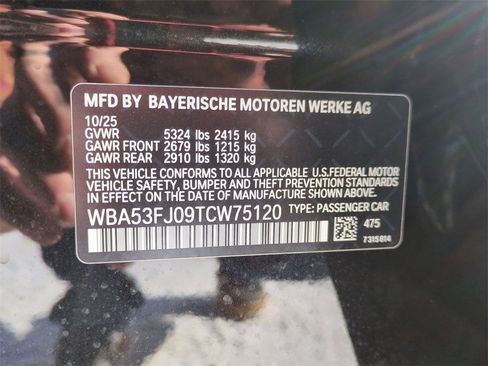 MFD BY BAYERISCHE MOTOREN WERKE AG
10/25
GVWR 5324 lbs 2415 kg
GAWR FRONT 2679 lbs 1215 kg
GAWR REAR 2910 lbs 1320 kg
THIS VEHICLE CONFORMS TO ALL APPLICABLE U.S.FEDERAL MOTOR
VEHICLE SAFETY, BUMPER AND THEFT PREVENTION STANDARDS
IN EFFECT ON THE DATE OF MANUFACTURE SHOWN ABOVE.
WBA53FJ09TCW75120 TYPE: PASSENGER CAR
475
7315614